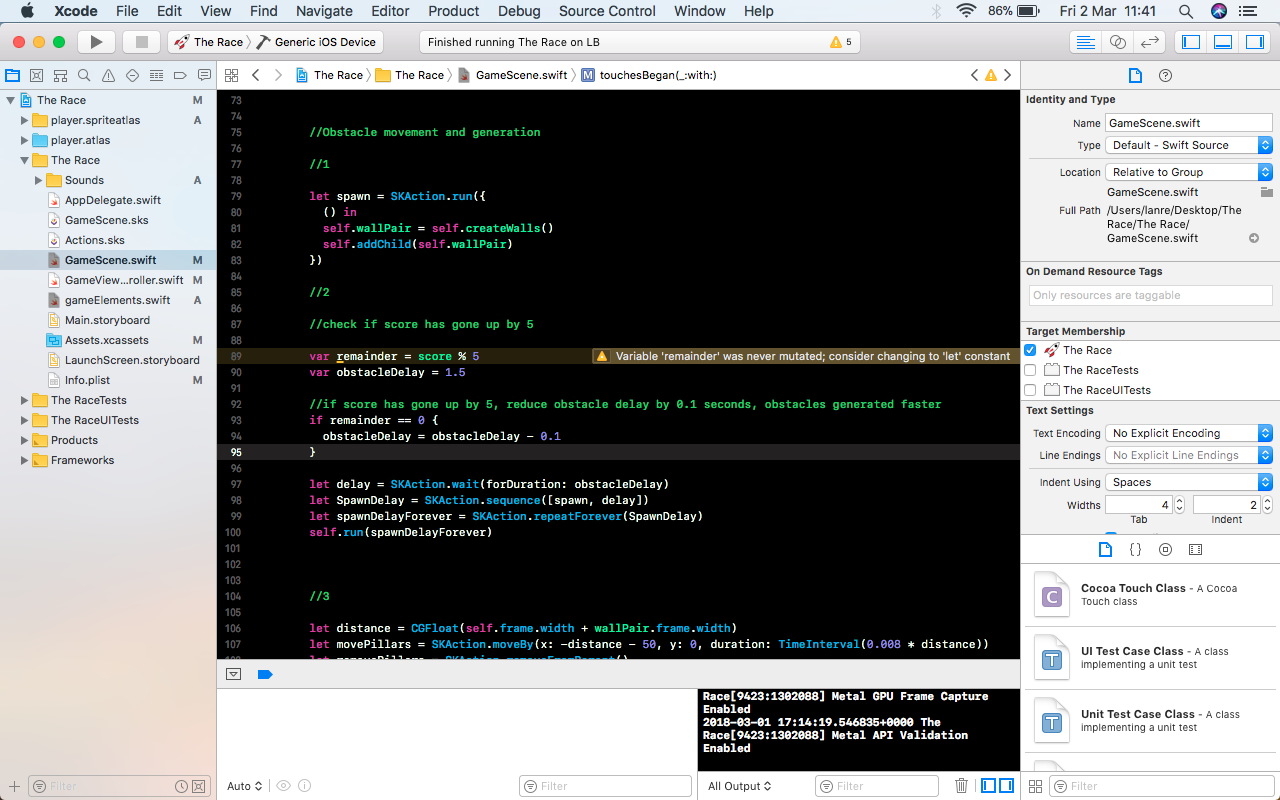 Xcode File Edit View Find Navigate Editor Product Debug Source Control Window Help 86% Fri 2 Mar 11:41
The Race Generic iOS Device Finished running The Race on LB 5
The Race The Race GameScene.swift M touchesBegan(_:with:)
The Race M
player.spriteatlas A
player.atlas
The Race
Sounds A
AppDelegate.swift
GameScene.sks
Actions.sks
GameScene.swift M
GameView...roller.swift M
gameElements.swift A
Main.storyboard
Assets.xcassets M
LaunchScreen.storyboard
Info.plist M
The RaceTests
The RaceUITests
Products
Frameworks
Filter
73
74
75 //Obstacle movement and generation
76
77 //1
78
79 let spawn = SKAction.run({
80 () in
81 self.wallPair = self.createWalls()
82 self.addChild(self.wallPair)
83 })
84
85 //2
86
87 //check if score has gone up by 5
88
89 var remainder = score % 5 Variable 'remainder' was never mutated; consider changing to 'let' constant
90 var obstacleDelay = 1.5
91
92 //if score has gone up by 5, reduce obstacle delay by 0.1 seconds, obstacles generated faster
93 if remainder == 0 {
94 obstacleDelay = obstacleDelay - 0.1
95 }
96
97 let delay = SKAction.wait(forDuration: obstacleDelay)
98 let SpawnDelay = SKAction.sequence([spawn, delay])
99 let spawnDelayForever = SKAction.repeatForever(SpawnDelay)
100 self.run(spawnDelayForever)
101
102
103
104 //3
105
106 let distance = CGFloat(self.frame.width + wallPair.frame.width)
107 let movePillars = SKAction.moveBy(x: -distance - 50, y: 0, duration: TimeInterval(0.008 * distance))
Auto
Filter
Race[9423:1302088] Metal GPU Frame Capture
Enabled
2018-03-01 17:14:19.546835+0000 The
Race[9423:1302088] Metal API Validation
Enabled
All Output
Filter
Identity and Type
Name GameScene.swift
Type Default - Swift Source
Location Relative to Group
GameScene.swift
Full Path /Users/lanre/Desktop/The
Race/The Race/
GameScene.swift
On Demand Resource Tags
Only resources are taggable
Target Membership
The Race
The RaceTests
The RaceUITests
Text Settings
Text Encoding No Explicit Encoding
Line Endings No Explicit Line Endings
Indent Using Spaces
Widths 4 2
Tab Indent
{}
C Cocoa Touch Class - A Cocoa
Touch class
T UI Test Case Class - A class
implementing a unit test
T Unit Test Case Class - A class
implementing a unit test
Filter